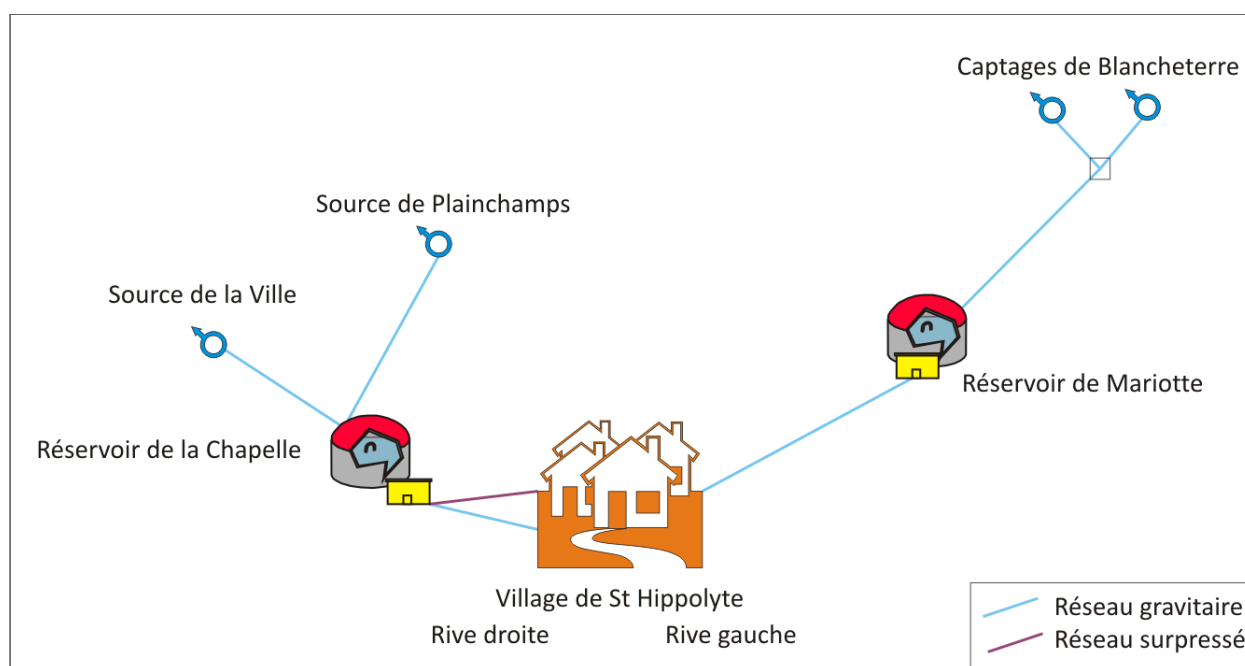 Captages de Blancheterre
Source de Plainchamps
Source de la Ville
Réservoir de Mariotte
Réservoir de la Chapelle
Village de St Hippolyte
Rive droite
Rive gauche
Réseau gravitaire
Réseau surpressé